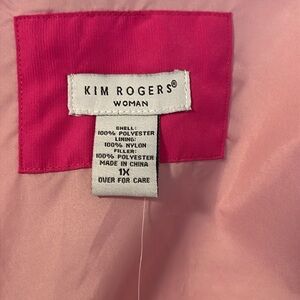 KIM ROGERS®
WOMAN
SHELL:
100% POLYESTER
LINING:
100% NYLON
FILLER:
100% POLYESTER
MADE IN CHINA
1X
OVER FOR CARE